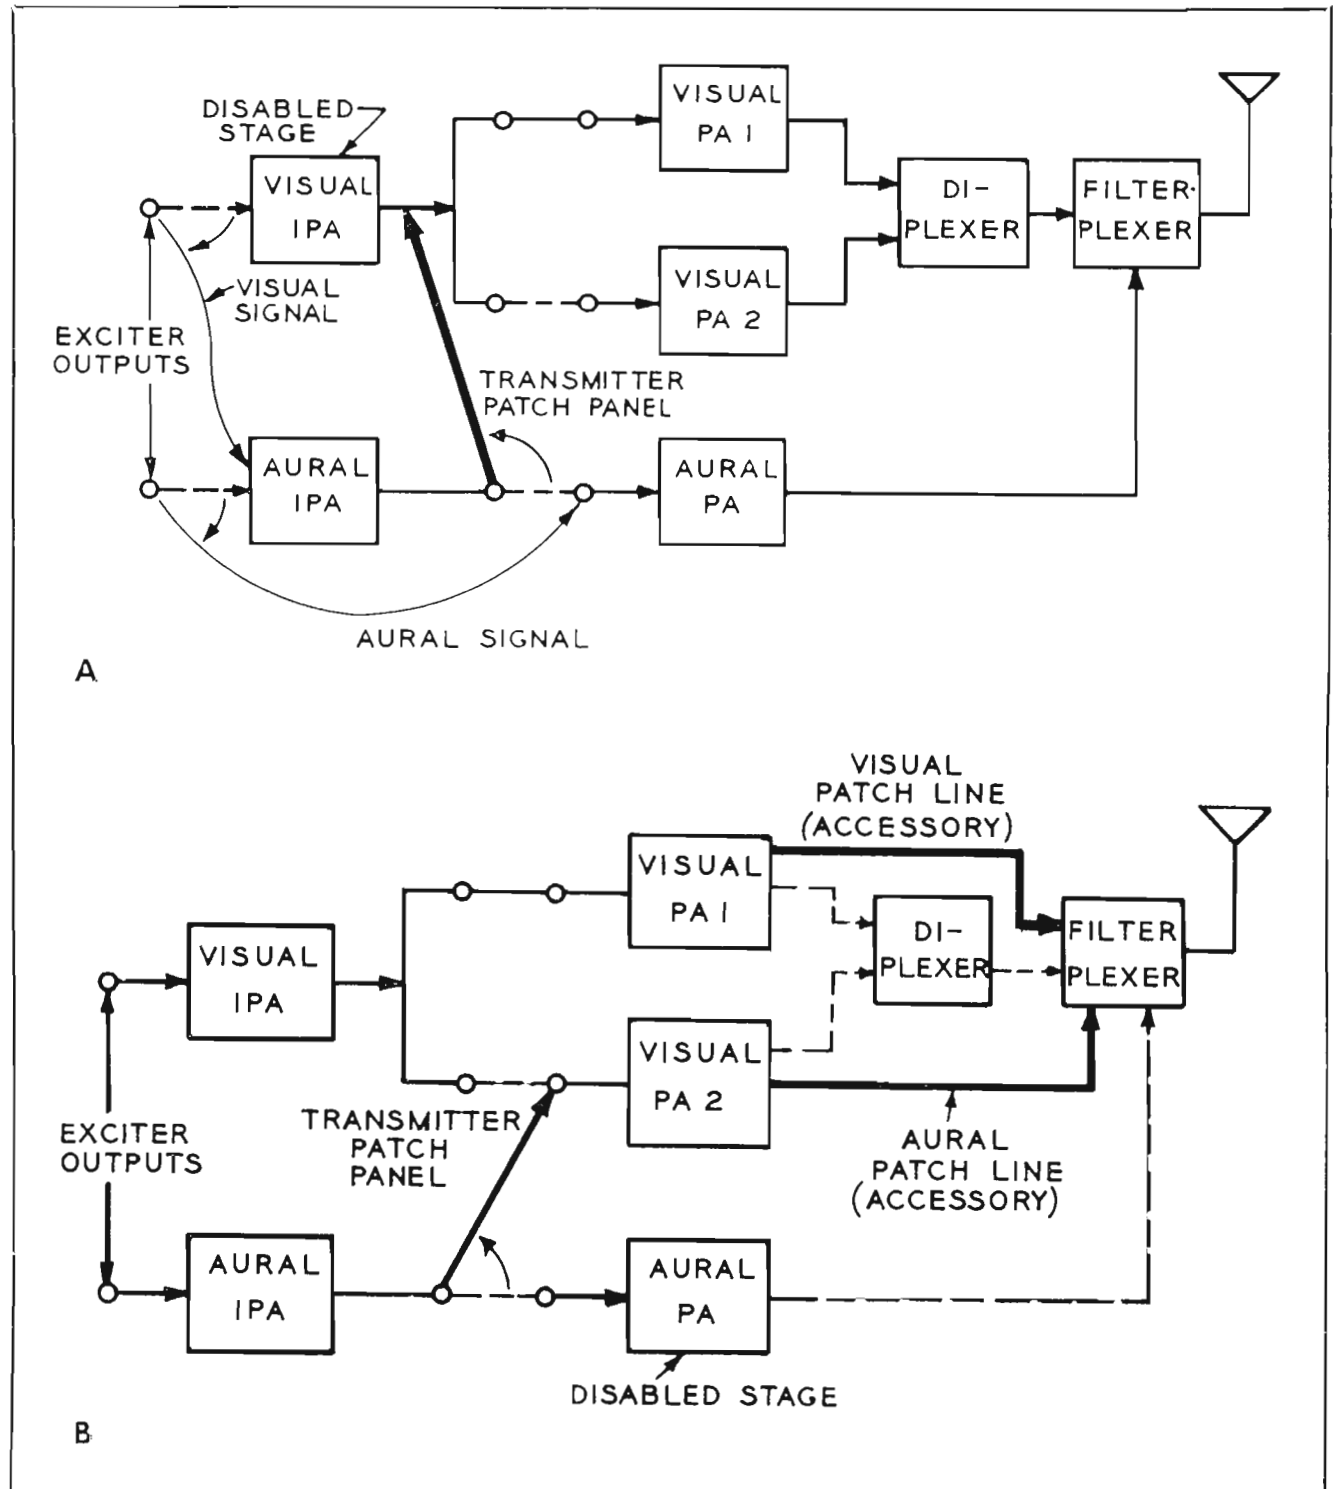 DISABLED
STAGE
VISUAL
IPA
VISUAL
PA 1
DI-
PLEXER
FILTER-
PLEXER
VISUAL
PA 2
VISUAL
SIGNAL
EXCITER
OUTPUTS
TRANSMITTER
PATCH PANEL
AURAL
IPA
AURAL
PA
AURAL SIGNAL
A
VISUAL
PATCH LINE
(ACCESSORY)
VISUAL
PA 1
VISUAL
IPA
DI-
PLEXER
FILTER
PLEXER
VISUAL
PA 2
TRANSMITTER
PATCH
PANEL
EXCITER
OUTPUTS
AURAL
PATCH LINE
(ACCESSORY)
AURAL
IPA
AURAL
PA
DISABLED STAGE
B